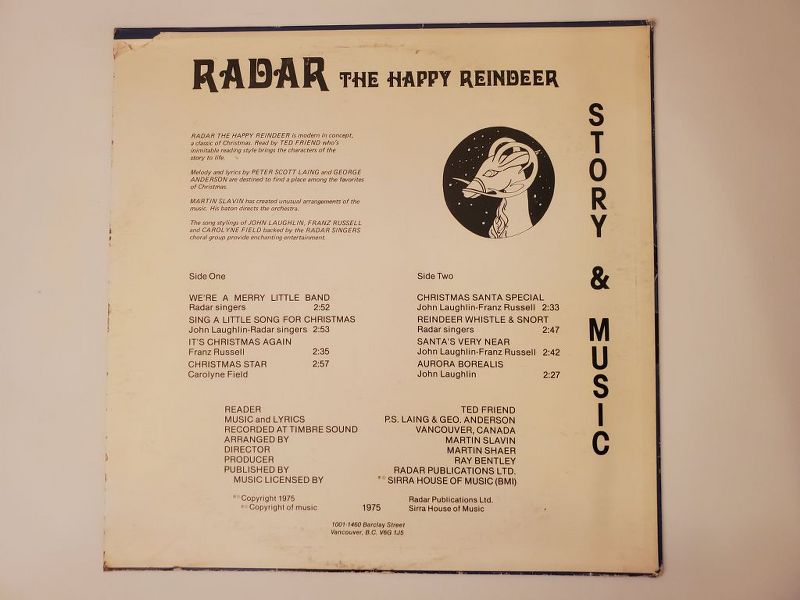 RADAR THE HAPPY REINDEER
RADAR THE HAPPY REINDEER is modern in concept,
a classic of Christmas. Read by TED FRIEND who's
inimitable reading style brings the characters of the
story to life.
Melody and lyrics by PETER SCOTT-LAING and GEORGE
ANDERSON are destined to find a place among the favorites
of Christmas.
MARTIN SLAVIN has created unusual arrangements of the
music. His baton directs the orchestra.
The song stylings of JOHN LAUGHLIN, FRANZ RUSSELL
and CAROLYNE FIELD backed by the RADAR SINGERS
choral group provide enchanting entertainment.
STORY & MUSIC
Side One
WE'RE A MERRY LITTLE BAND
Radar singers 2:52
SING A LITTLE SONG FOR CHRISTMAS
John Laughlin-Radar singers 2:53
IT'S CHRISTMAS AGAIN
Franz Russell 2:35
CHRISTMAS STAR 2:57
Carolyne Field
Side Two
CHRISTMAS SANTA SPECIAL
John Laughlin-Franz Russell 2:33
REINDEER WHISTLE & SNORT
Radar singers 2:47
SANTA'S VERY NEAR
John Laughlin-Franz Russell 2:42
AURORA BOREALIS
John Laughlin 2:27
READER TED FRIEND
MUSIC and LYRICS P.S. LAING & GEO. ANDERSON
RECORDED AT TIMBRE SOUND VANCOUVER, CANADA
ARRANGED BY MARTIN SLAVIN
DIRECTOR MARTIN SHAER
PRODUCER RAY BENTLEY
PUBLISHED BY RADAR PUBLICATIONS LTD.
MUSIC LICENSED BY *© SIRRA HOUSE OF MUSIC (BMI)
*© Copyright 1975 Radar Publications Ltd.
*© Copyright of music 1975 Sirra House of Music
1001-1460 Barclay Street
Vancouver, B.C. V6G 1J5